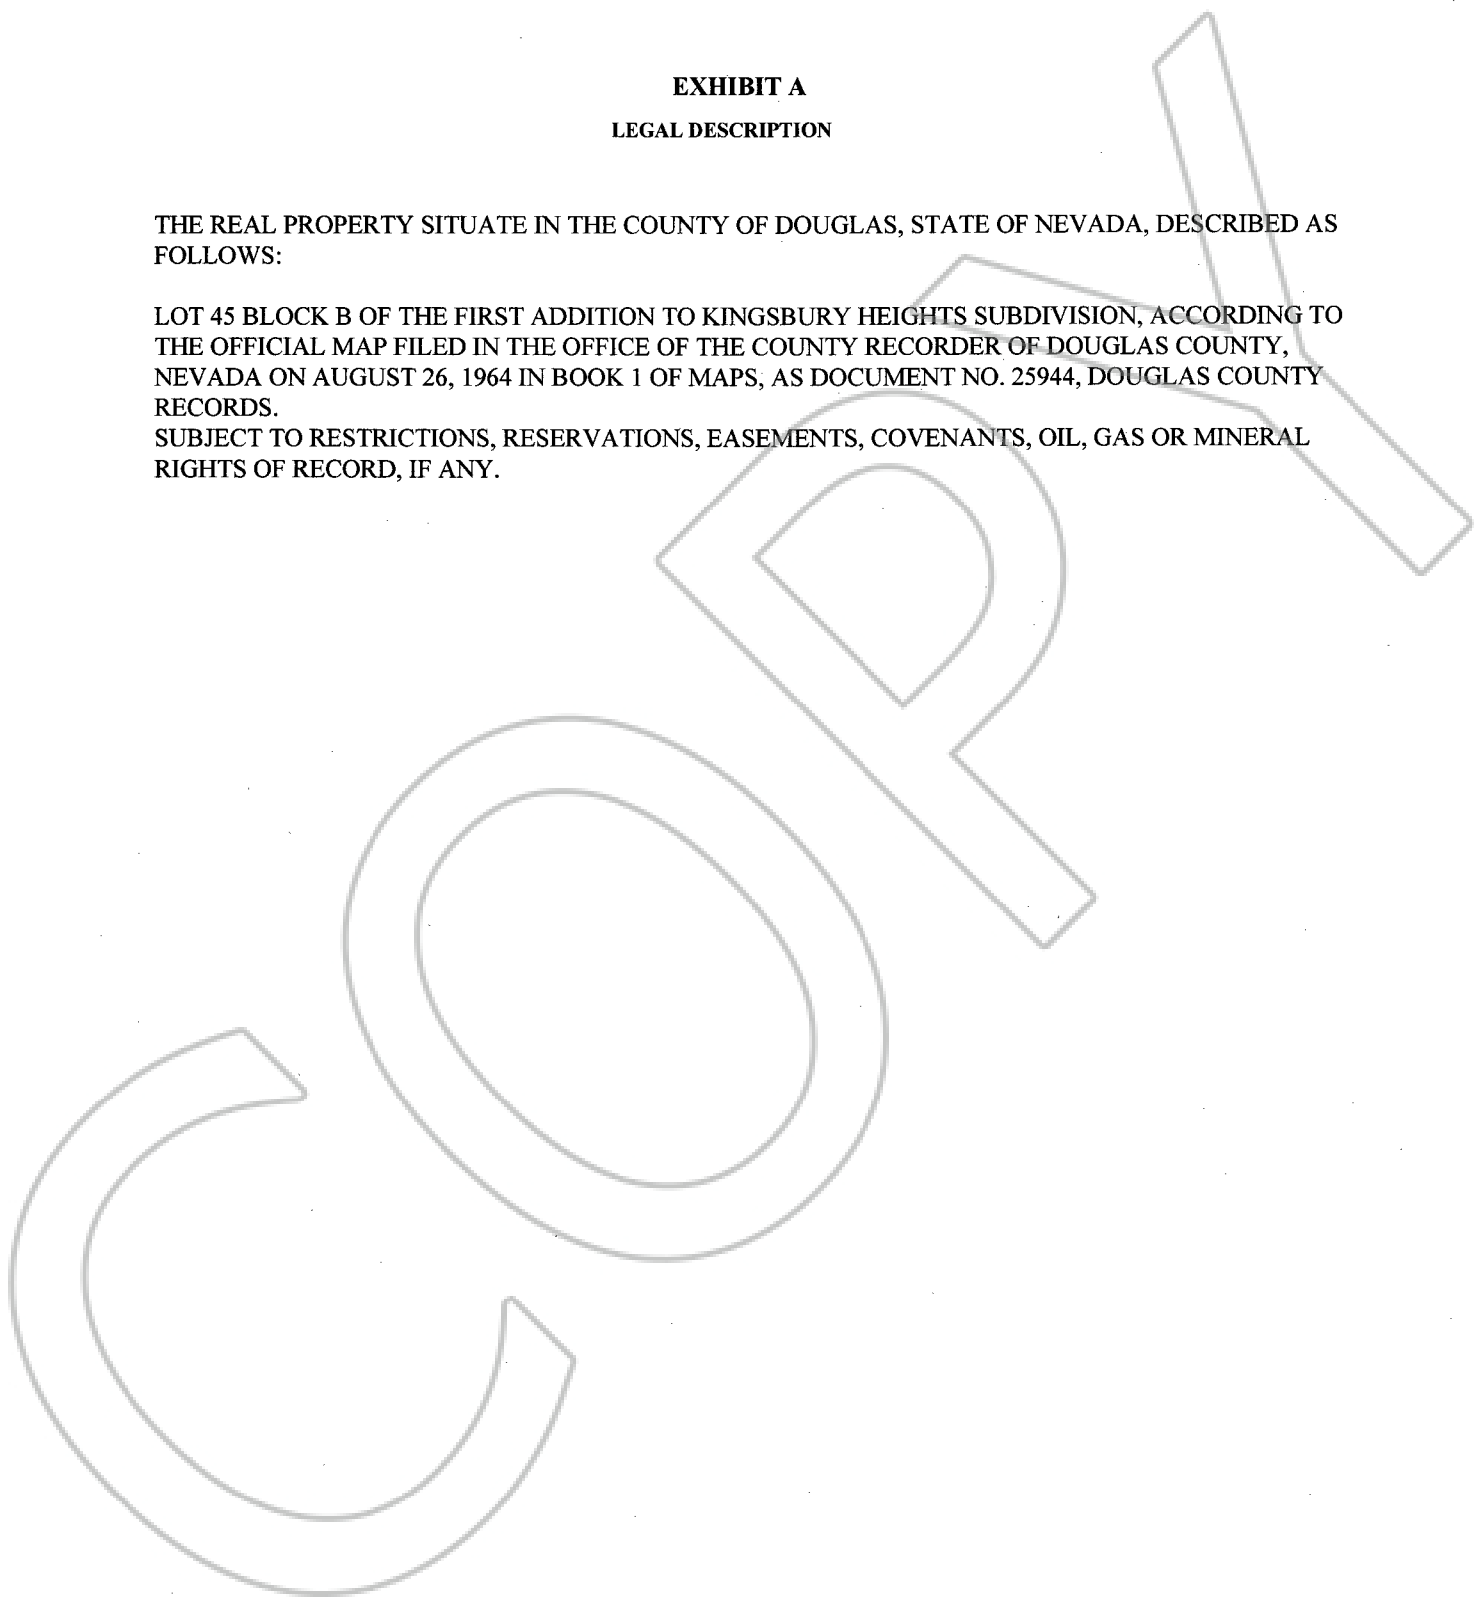 EXHIBIT A
LEGAL DESCRIPTION
THE REAL PROPERTY SITUATE IN THE COUNTY OF DOUGLAS, STATE OF NEVADA, DESCRIBED AS
FOLLOWS:
LOT 45 BLOCK B OF THE FIRST ADDITION TO KINGSBURY HEIGHTS SUBDIVISION, ACCORDING TO
THE OFFICIAL MAP FILED IN THE OFFICE OF THE COUNTY RECORDER OF DOUGLAS COUNTY,
NEVADA ON AUGUST 26, 1964 IN BOOK 1 OF MAPS, AS DOCUMENT NO. 25944, DOUGLAS COUNTY
RECORDS.
SUBJECT TO RESTRICTIONS, RESERVATIONS, EASEMENTS, COVENANTS, OIL, GAS OR MINERAL
RIGHTS OF RECORD, IF ANY.
COPY